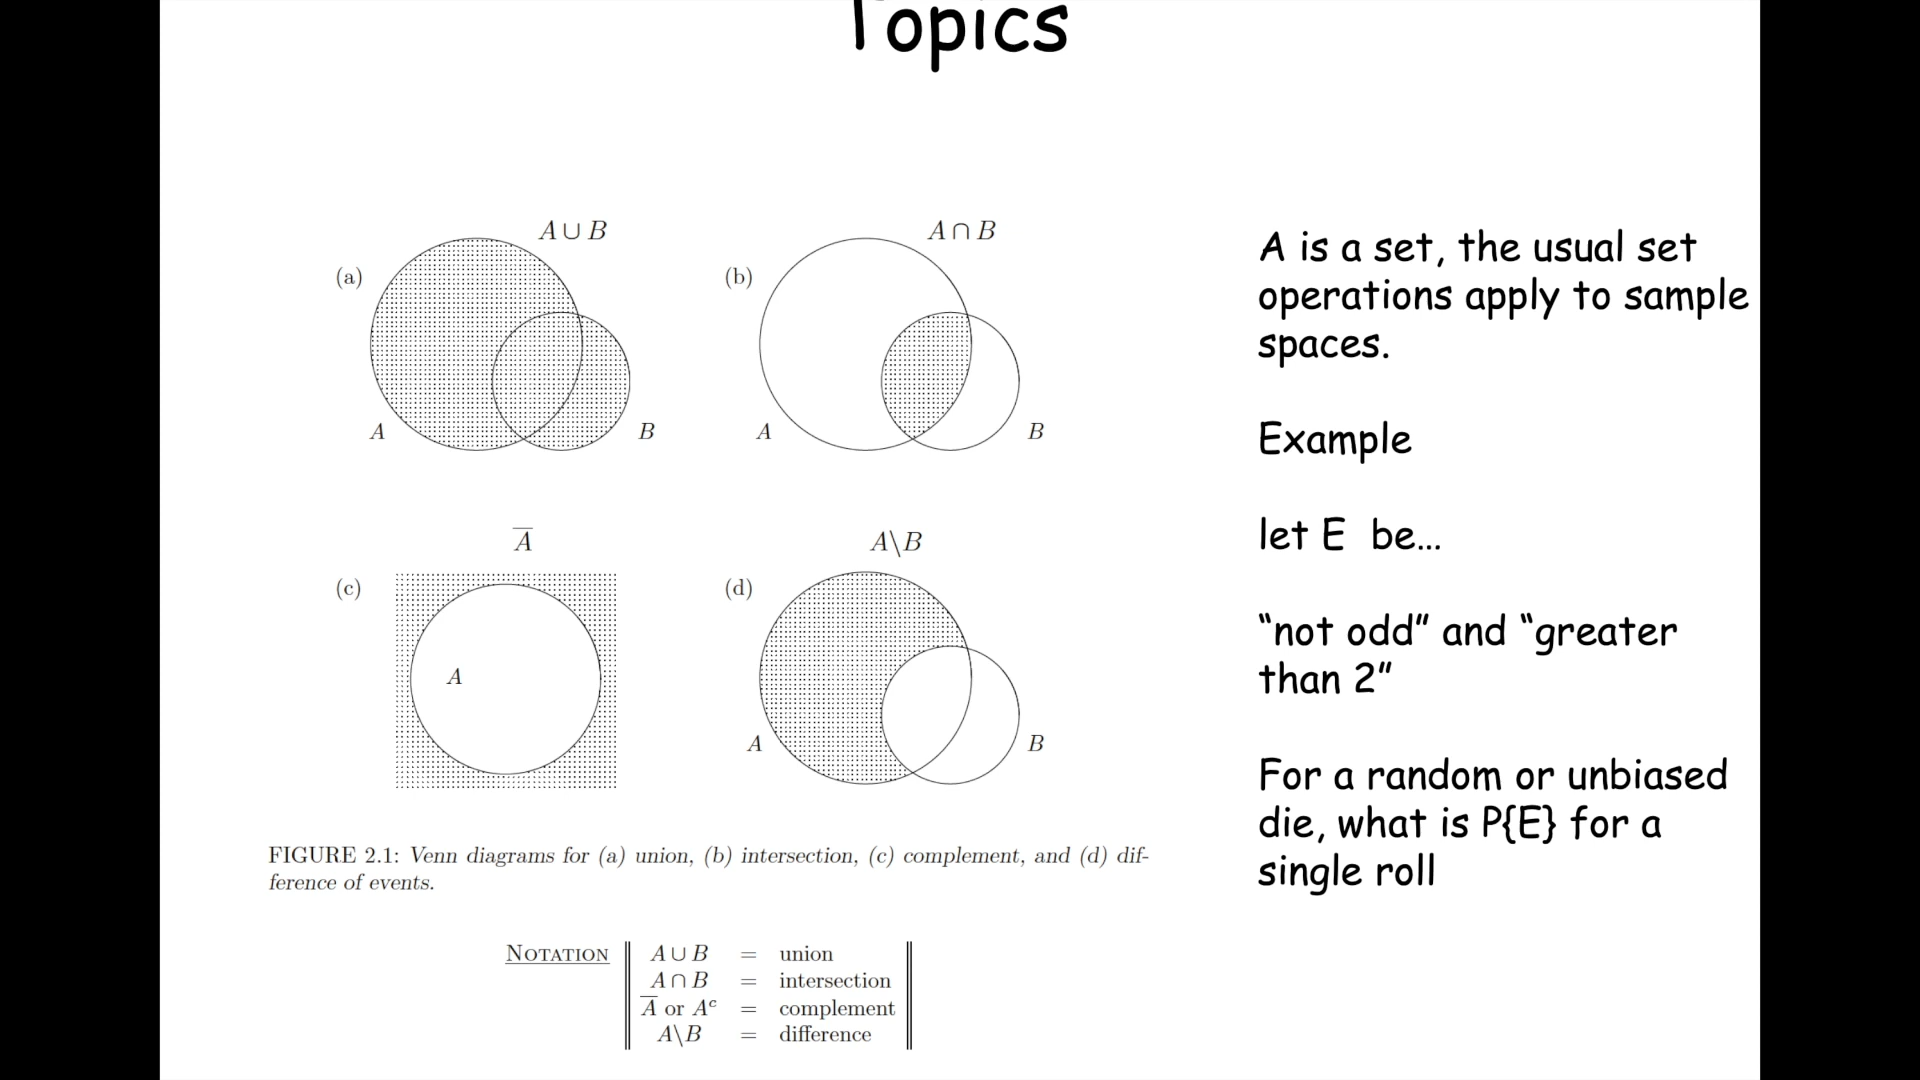 Topics
A ∪ B
A ∩ B
(a)
(b)
A
B
A
B
A̅
A\B
(c)
(d)
A
A
B
FIGURE 2.1: Venn diagrams for (a) union, (b) intersection, (c) complement, and (d) dif-
ference of events.
NOTATION
A ∪ B = union
A ∩ B = intersection
A̅ or Aᶜ = complement
A\B = difference
A is a set, the usual set
operations apply to sample
spaces.
Example
let E be…
“not odd” and “greater
than 2”
For a random or unbiased
die, what is P{E} for a
single roll